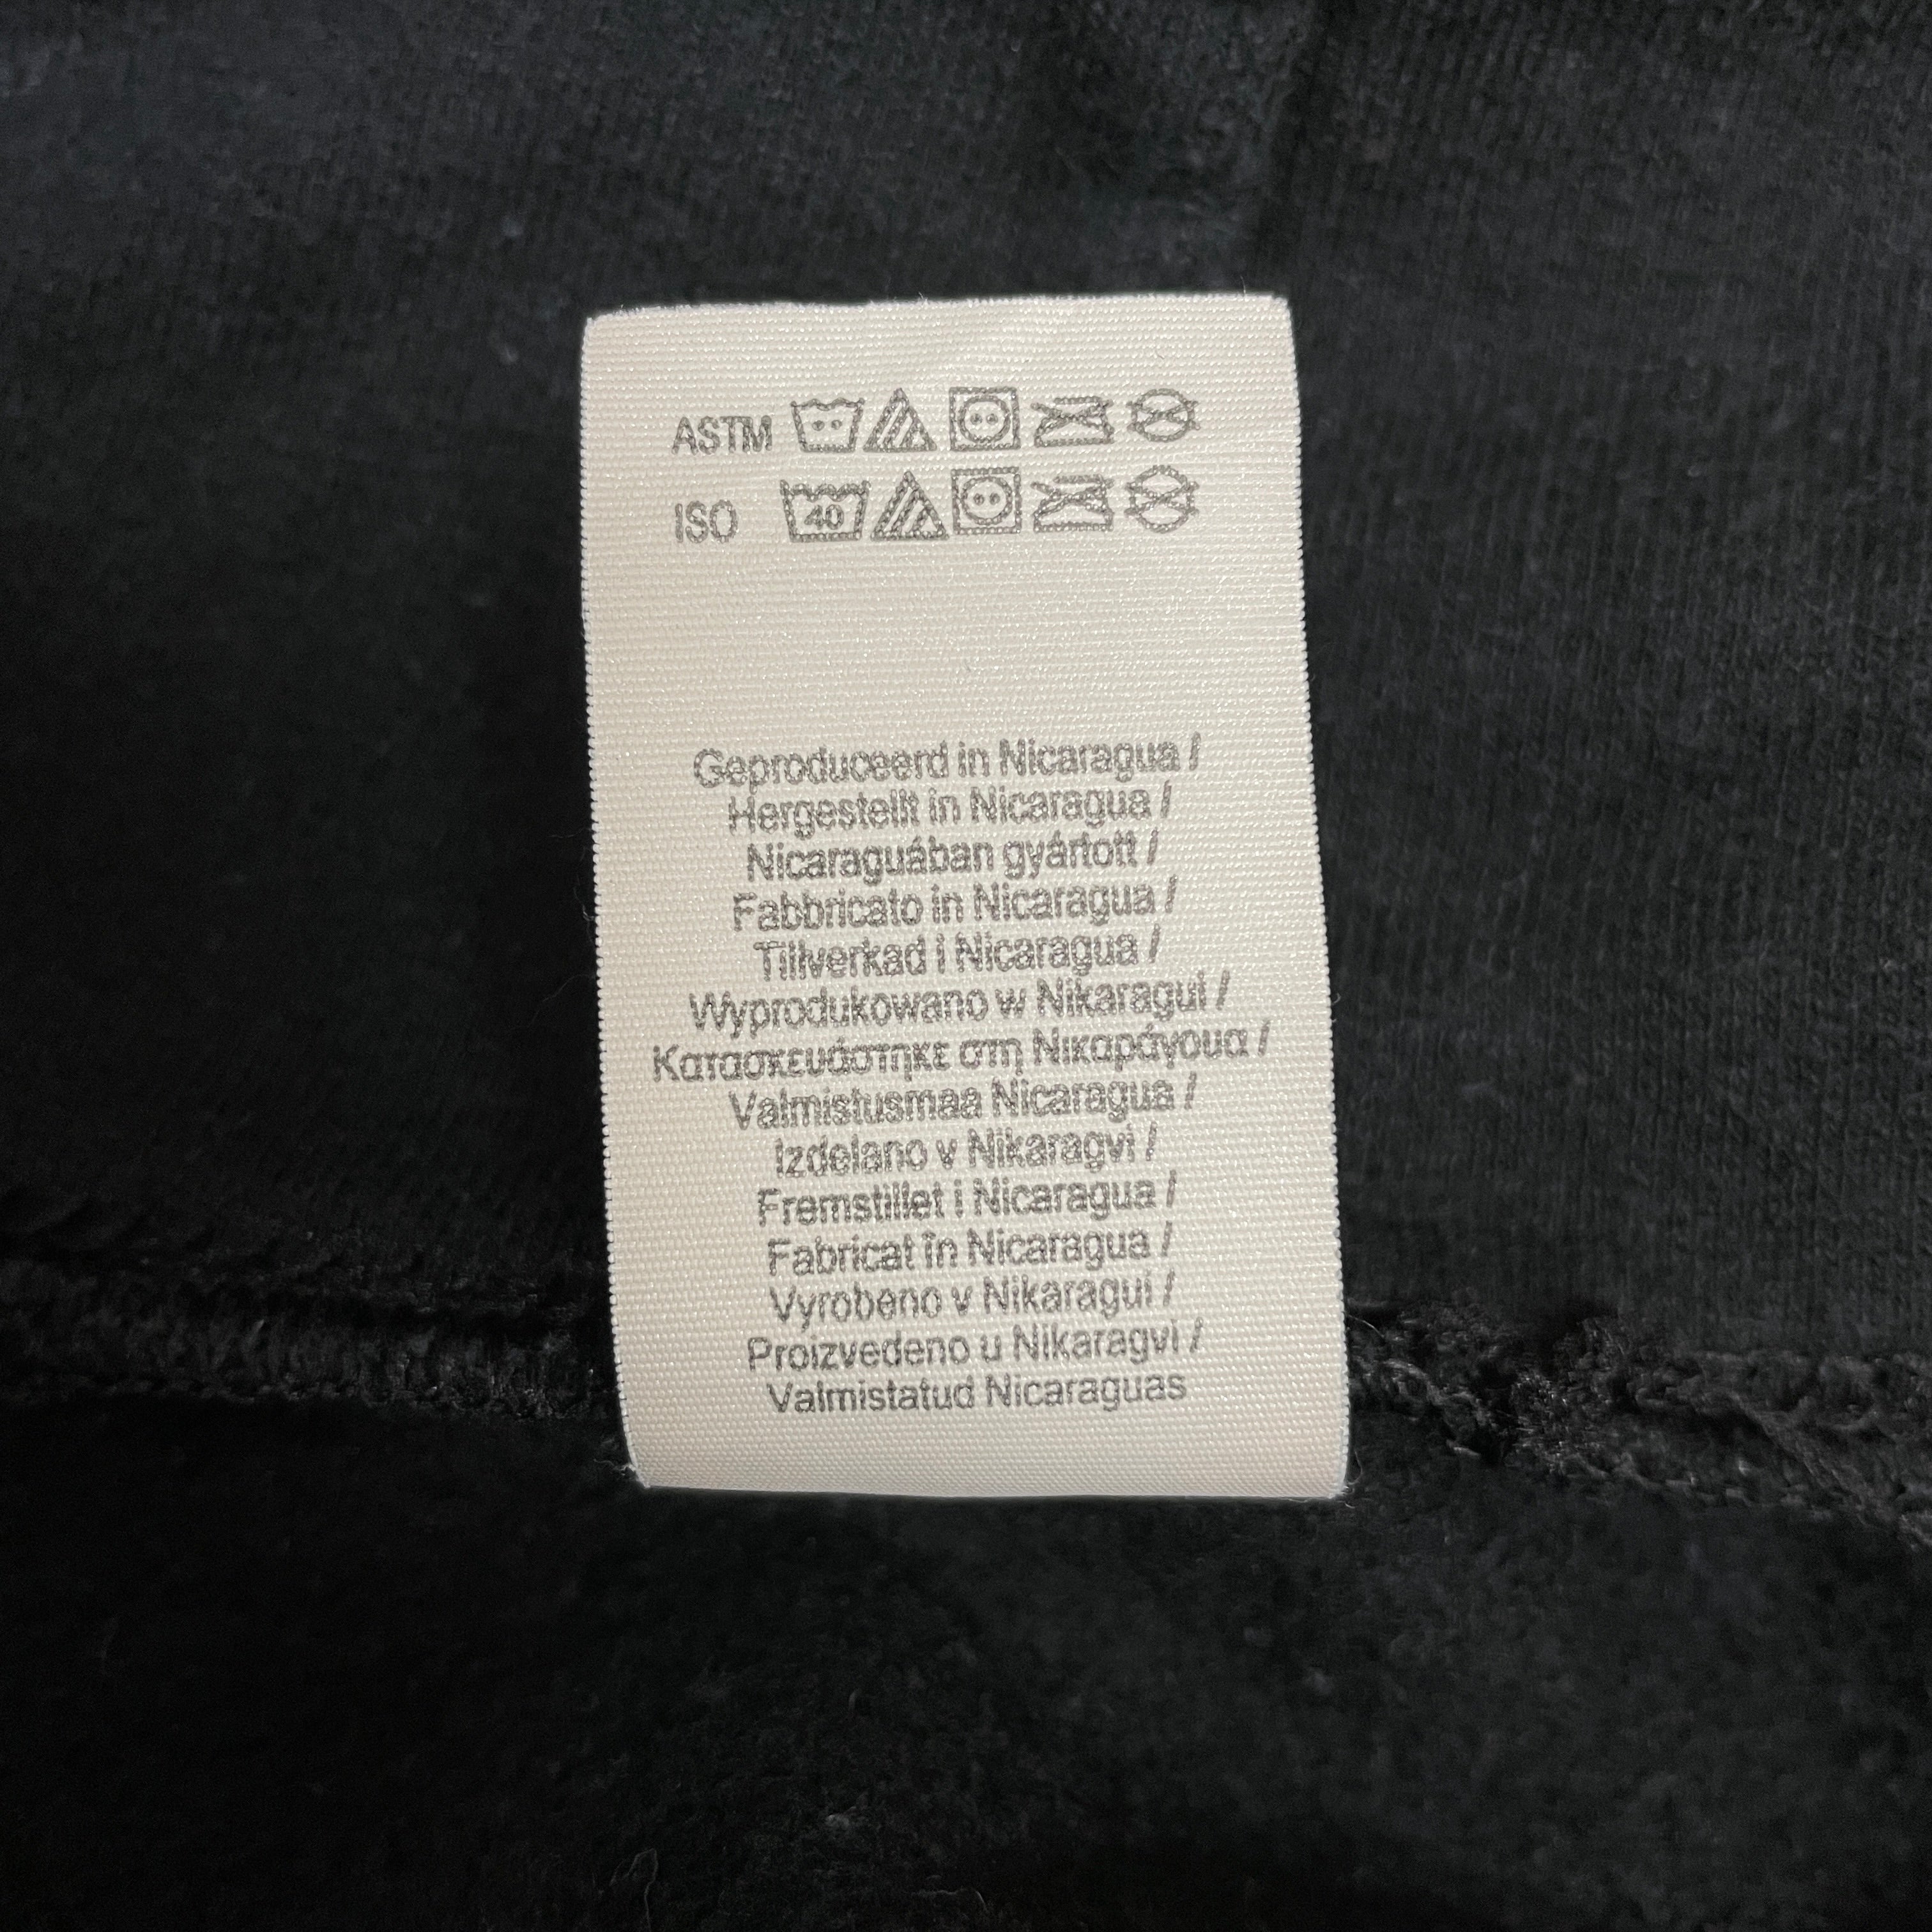 ASTM
ISO 40
Geproduceerd in Nicaragua /
Hergestellt in Nicaragua /
Nicaraguában gyártott /
Fabbricato in Nicaragua /
Tillverkad i Nicaragua /
Wyprodukowano w Nikaragui /
Κατασκευάστηκε στη Νικαράγουα /
Valmistusmaa Nicaragua /
Izdelano v Nikaragvi /
Fremstillet i Nicaragua /
Fabricat în Nicaragua /
Vyrobeno v Nikaragui /
Proizvedeno u Nikaragvi /
Valmistatud Nicaraguas